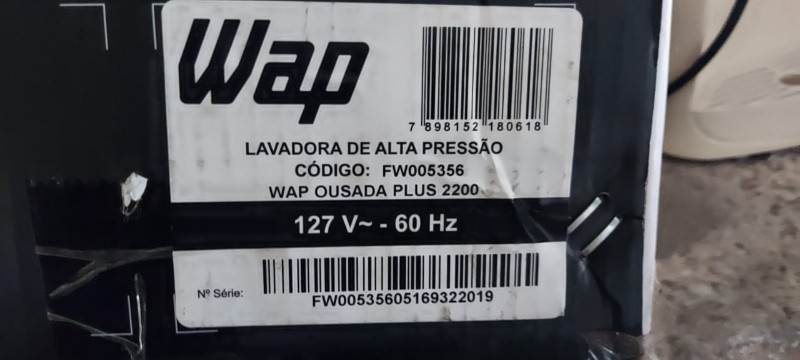 Wap
7 898152 180618
LAVADORA DE ALTA PRESSÃO
CÓDIGO: FW005356
WAP OUSADA PLUS 2200
127 V~ - 60 Hz
Nº Série:
FW00535605169322019